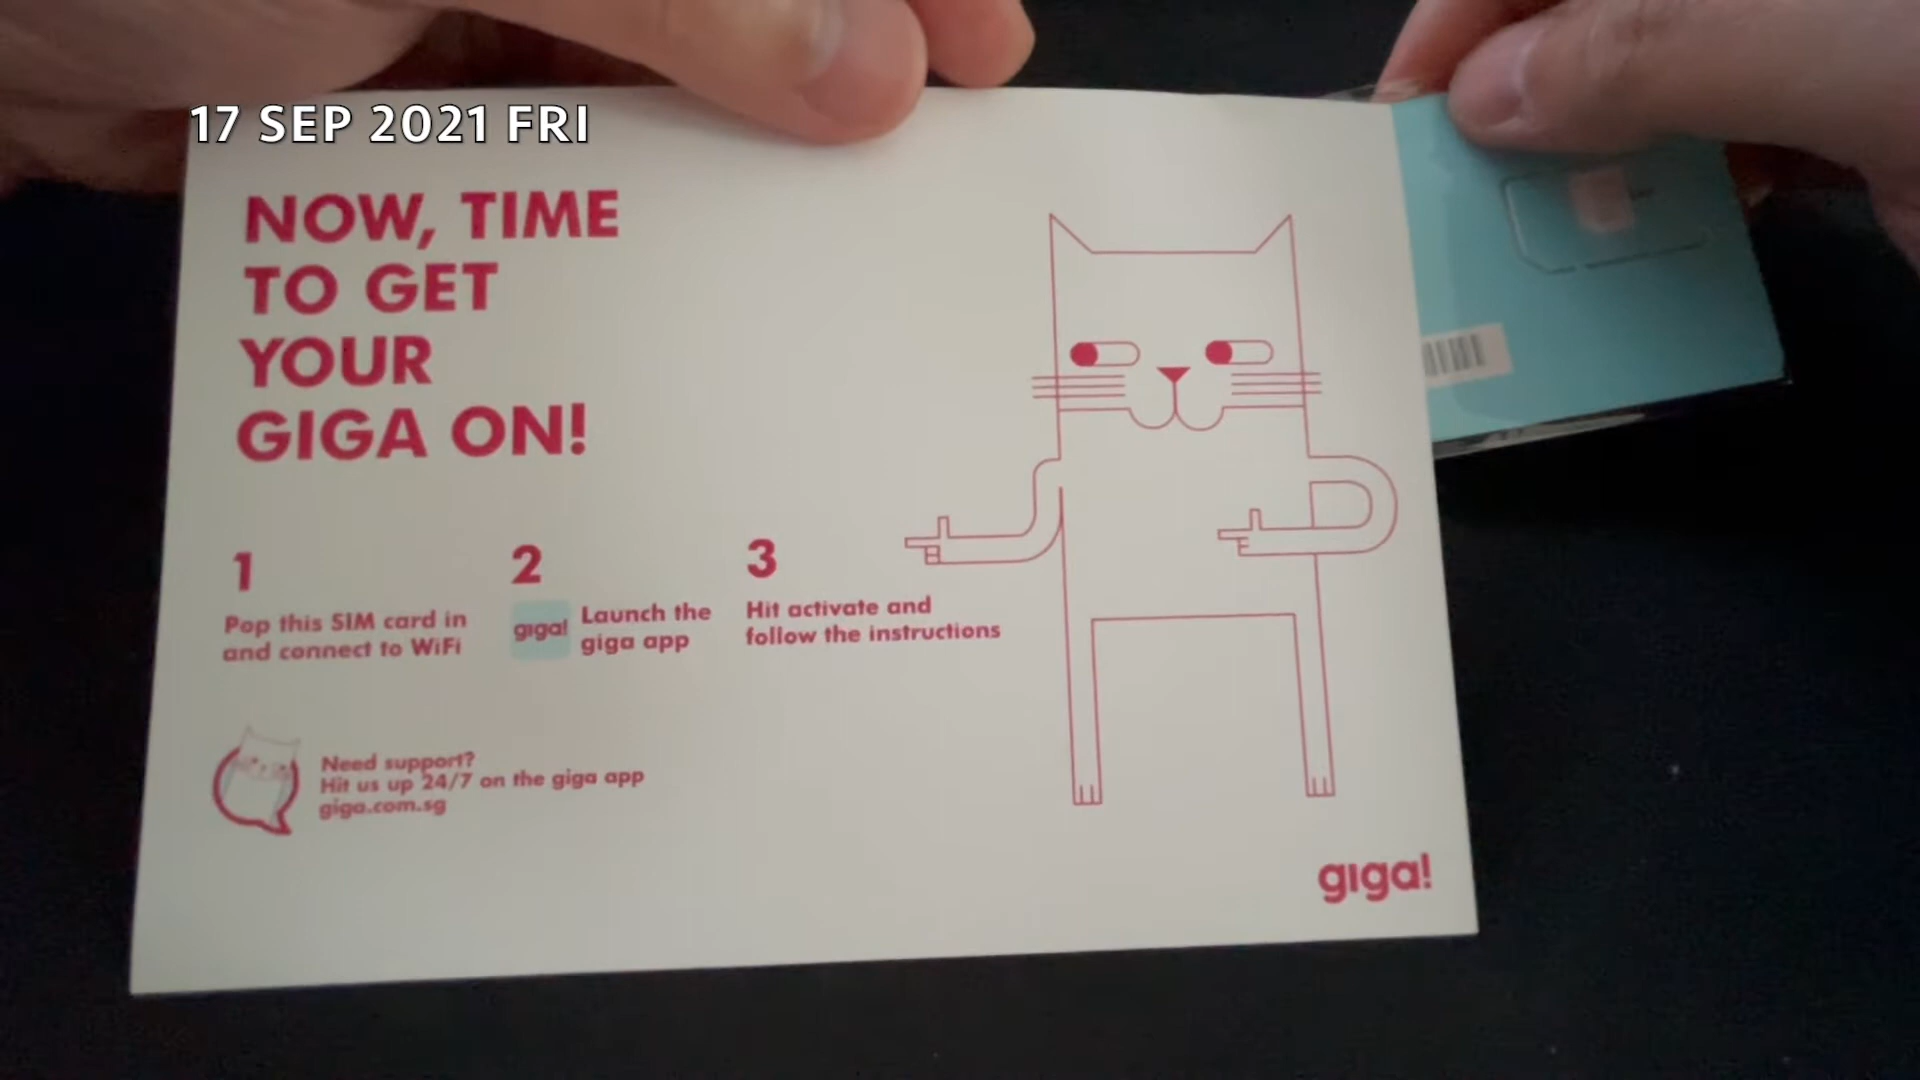 17 SEP 2021 FRI
NOW, TIME
TO GET
YOUR
GIGA ON!
1
Pop this SIM card in
and connect to WiFi
2
giga!
Launch the
giga app
3
Hit activate and
follow the instructions
Need support?
Hit us up 24/7 on the giga app
giga.com.sg
giga!